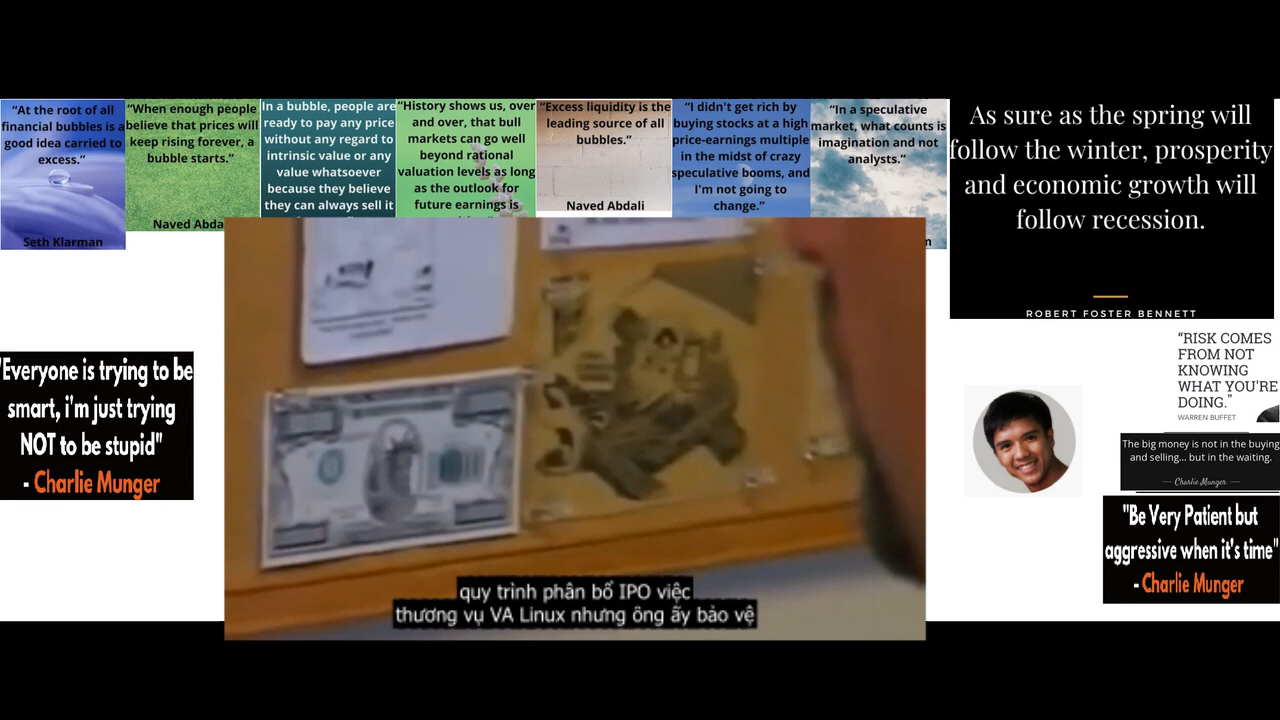 “At the root of all
financial bubbles is a
good idea carried to
excess.”
Seth Klarman
“When enough people
believe that prices will
keep rising forever, a
bubble starts.”
Naved Abda
In a bubble, people are
ready to pay any price
without any regard to
intrinsic value or any
value whatsoever
because they believe
they can always sell it
“History shows us, over
and over, that bull
markets can go well
beyond rational
valuation levels as long
as the outlook for
future earnings is
“Excess liquidity is the
leading source of all
bubbles.”
Naved Abdali
“I didn't get rich by
buying stocks at a high
price-earnings multiple
in the midst of crazy
speculative booms, and
I'm not going to
change.”
“In a speculative
market, what counts is
imagination and not
analysts.”
As sure as the spring will
follow the winter, prosperity
and economic growth will
follow recession.
ROBERT FOSTER BENNETT
"Everyone is trying to be
smart, i'm just trying
NOT to be stupid"
- Charlie Munger
“RISK COMES
FROM NOT
KNOWING
WHAT YOU'RE
DOING.”
WARREN BUFFET
The big money is not in the buying
and selling... but in the waiting.
— Charlie Munger —
"Be Very Patient but
aggressive when it's time"
- Charlie Munger
quy trình phân bổ IPO việc
thương vụ VA Linux nhưng ông ấy bảo vệ